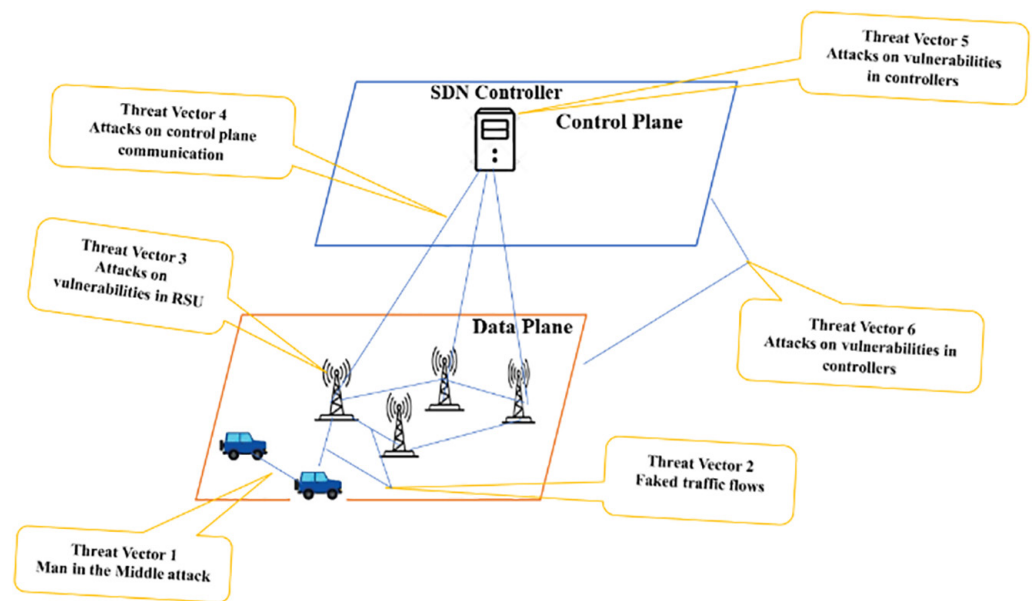 Threat Vector 5
Attacks on vulnerabilities
in controllers
SDN Controller
Control Plane
Threat Vector 4
Attacks on control plane
communication
Threat Vector 3
Attacks on
vulnerabilities in RSU
Data Plane
Threat Vector 6
Attacks on vulnerabilities in
controllers
Threat Vector 2
Faked traffic flows
Threat Vector 1
Man in the Middle attack